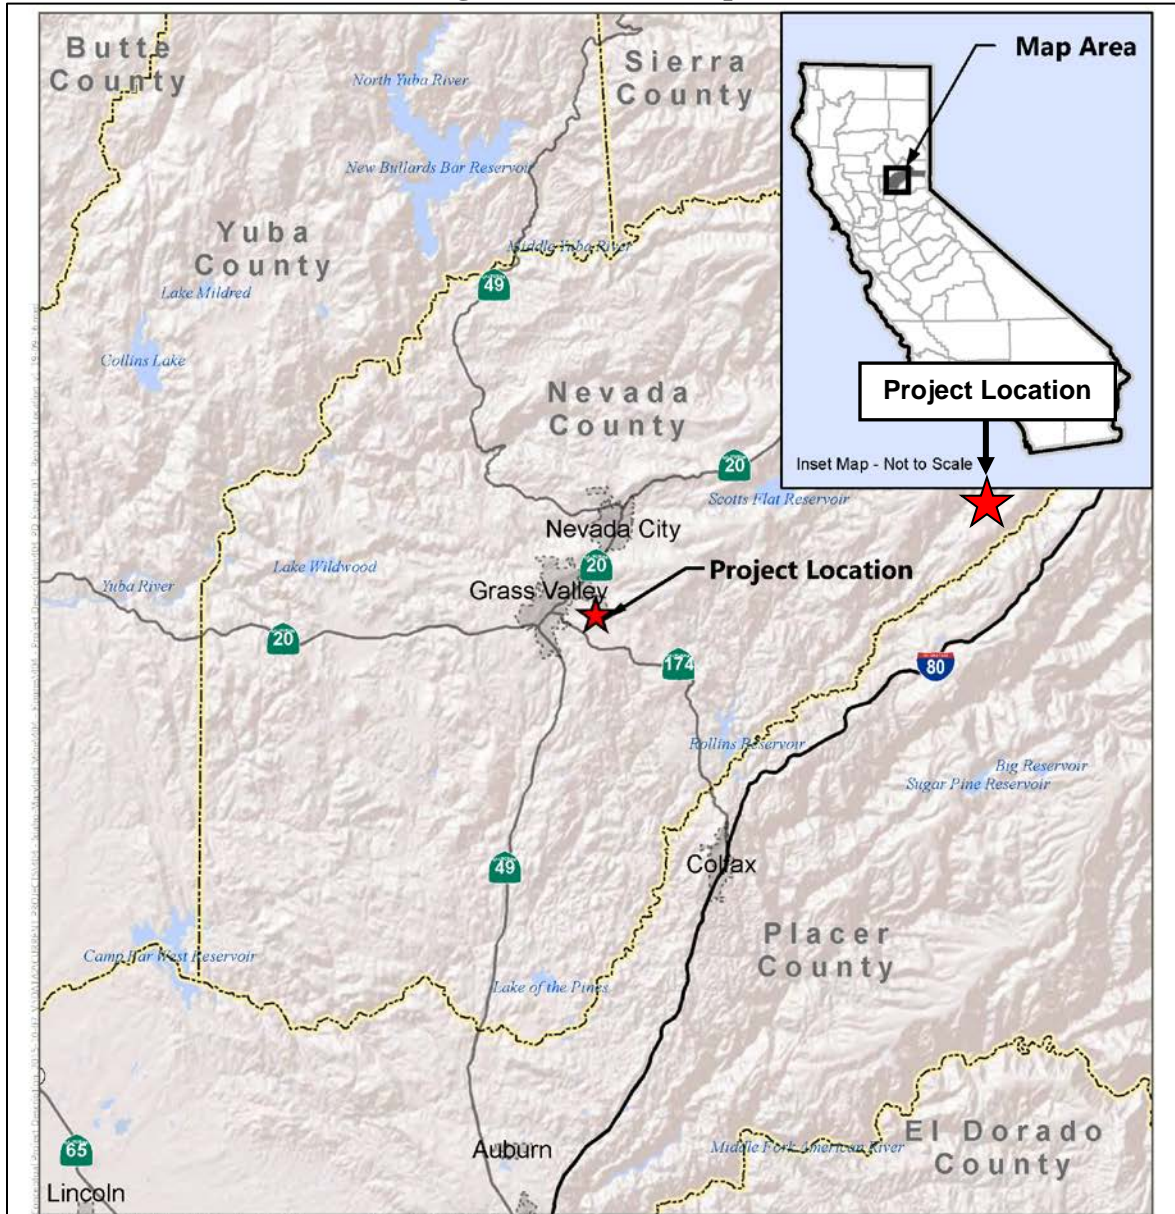 Butte
County
Sierra
County
Map Area
North Yuba River
New Bullards Bar Reservoir
Yuba
County
Middle Yuba River
49
Lake Mildred
Collins Lake
Nevada
County
Project Location
Inset Map - Not to Scale
20
Scotts Flat Reservoir
Nevada City
20
Lake Wildwood
Project Location
Yuba River
Grass Valley
20
174
80
Rollins Reservoir
Big Reservoir
Sugar Pine Reservoir
49
Colfax
Placer
County
Camp Far West Reservoir
Lake of the Pines
El Dorado
County
Middle Fork American River
65
Auburn
Lincoln